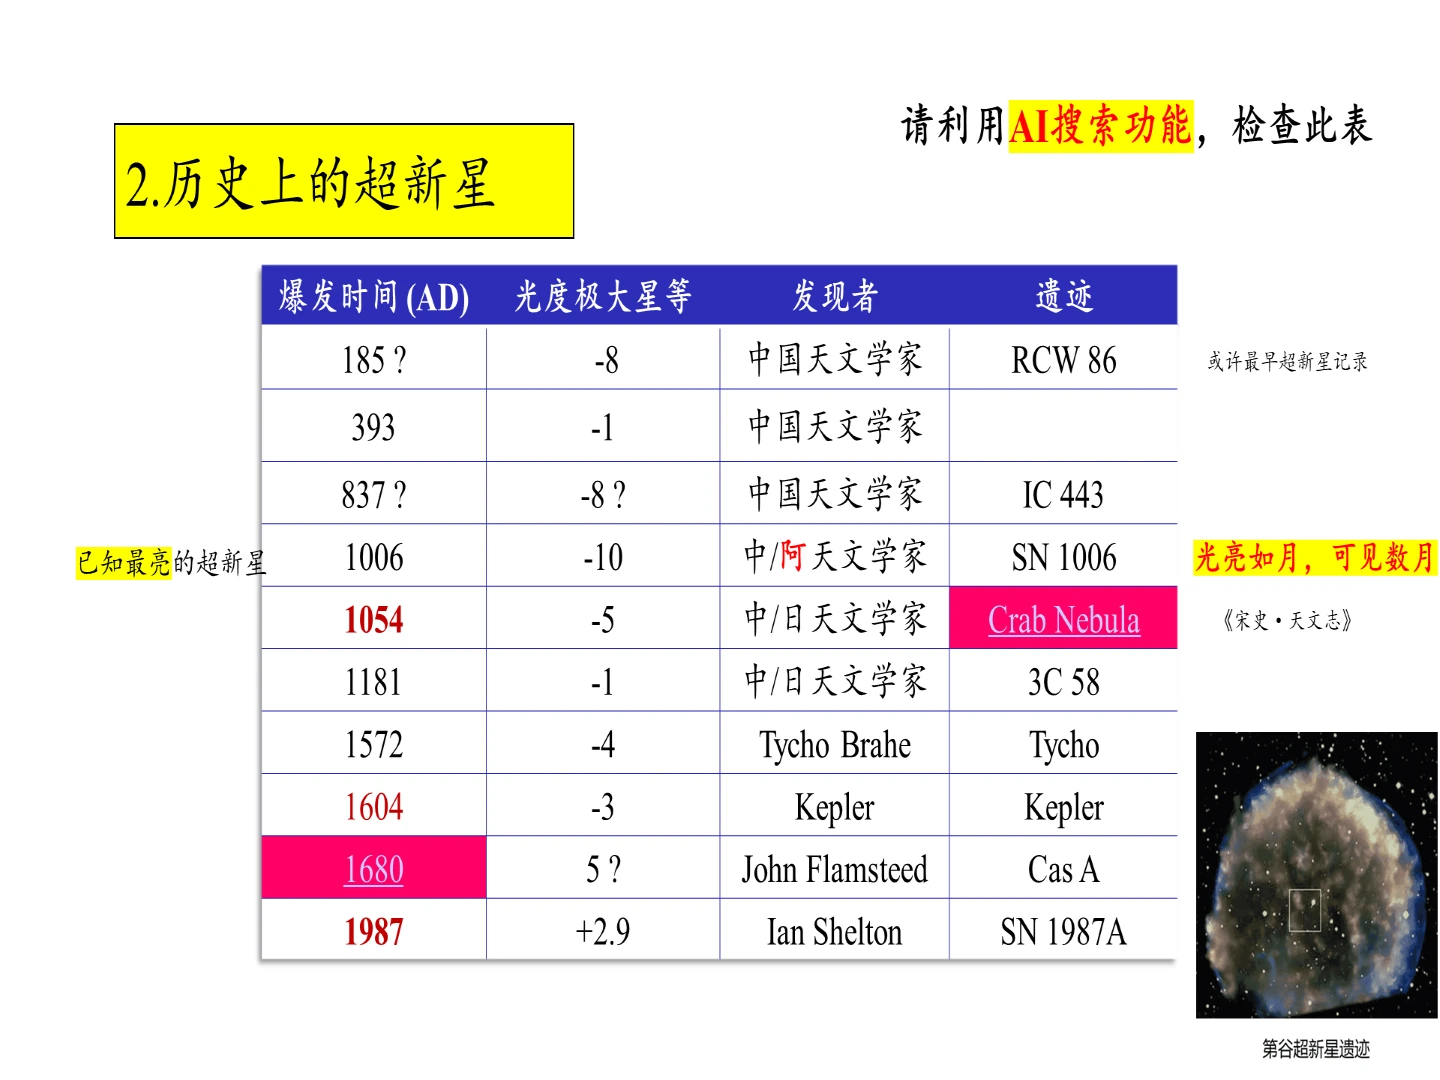 请利用AI搜索功能，检查此表
2.历史上的超新星
爆发时间 (AD) 光度极大星等 发现者 遗迹
185？ -8 中国天文学家 RCW 86 或许最早超新星记录
393 -1 中国天文学家
837？ -8？ 中国天文学家 IC 443
已知最亮的超新星 1006 -10 中/阿天文学家 SN 1006 光亮如月，可见数月
1054 -5 中/日天文学家 Crab Nebula 《宋史·天文志》
1181 -1 中/日天文学家 3C 58
1572 -4 Tycho Brahe Tycho
1604 -3 Kepler Kepler
1680 5？ John Flamsteed Cas A
1987 +2.9 Ian Shelton SN 1987A
第谷超新星遗迹